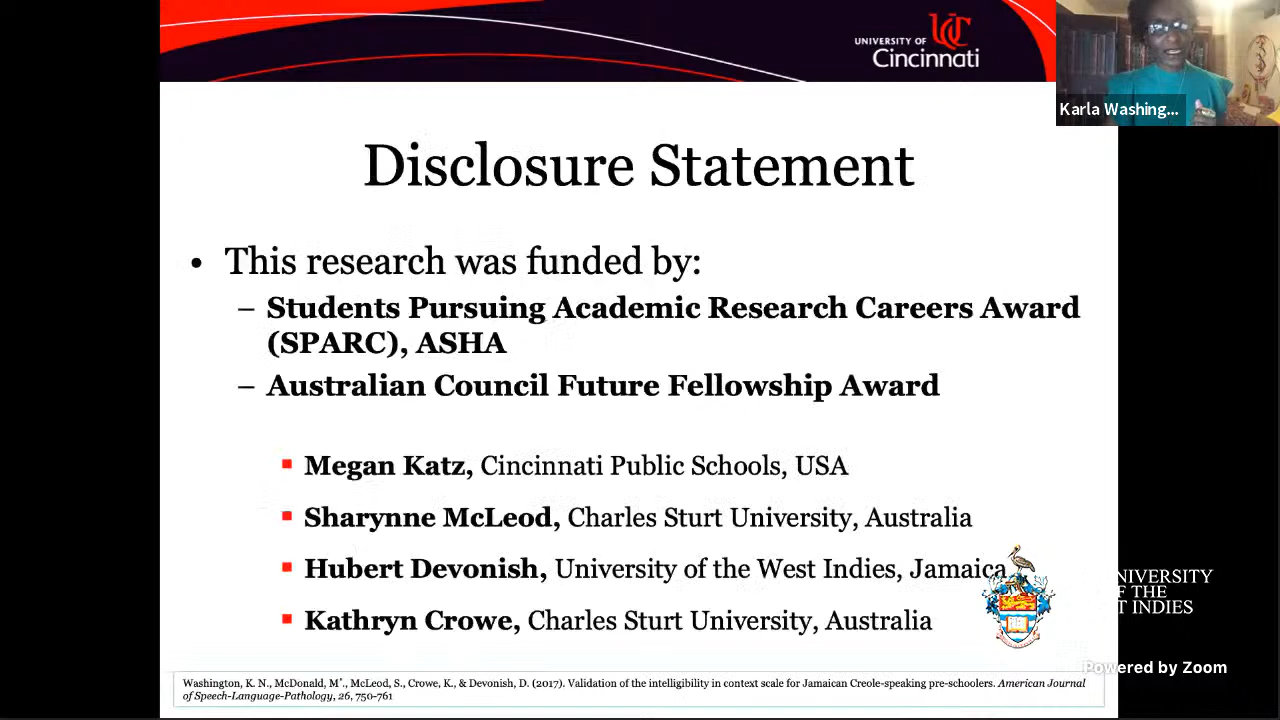 UNIVERSITY OF
Cincinnati
Karla Washing...
Disclosure Statement
• This research was funded by:
– Students Pursuing Academic Research Careers Award
(SPARC), ASHA
– Australian Council Future Fellowship Award
Megan Katz, Cincinnati Public Schools, USA
Sharynne McLeod, Charles Sturt University, Australia
Hubert Devonish, University of the West Indies, Jamaica
Kathryn Crowe, Charles Sturt University, Australia
NIVERSITY
F THE
T INDIES
Powered by Zoom
Washington, K. N., McDonald, M*., McLeod, S., Crowe, K., & Devonish, D. (2017). Validation of the intelligibility in context scale for Jamaican Creole-speaking pre-schoolers. American Journal
of Speech-Language-Pathology, 26, 750-761